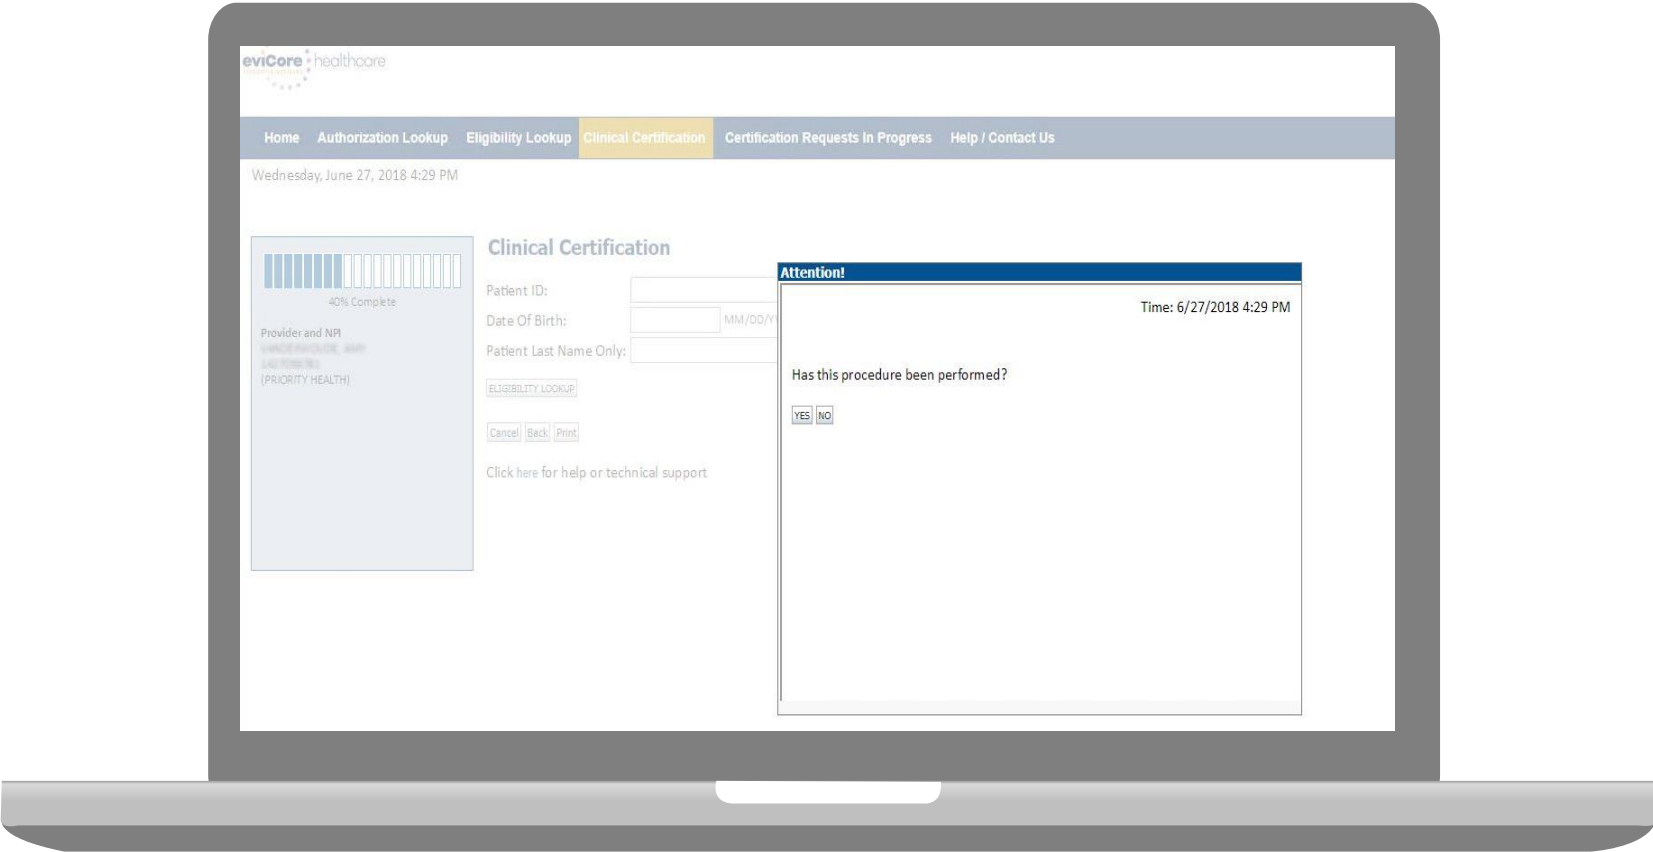 eviCore healthcare
Home Authorization Lookup Eligibility Lookup Clinical Certification Certification Requests In Progress Help / Contact Us
Wednesday, June 27, 2018 4:29 PM
40% Complete
Provider and NPI
(PRIORITY HEALTH)
Clinical Certification
Patient ID:
Date Of Birth: MM/DD/Y
Patient Last Name Only:
ELIGIBILITY LOOKUP
Cancel Back Print
Click here for help or technical support
Attention!
Time: 6/27/2018 4:29 PM
Has this procedure been performed?
YES NO